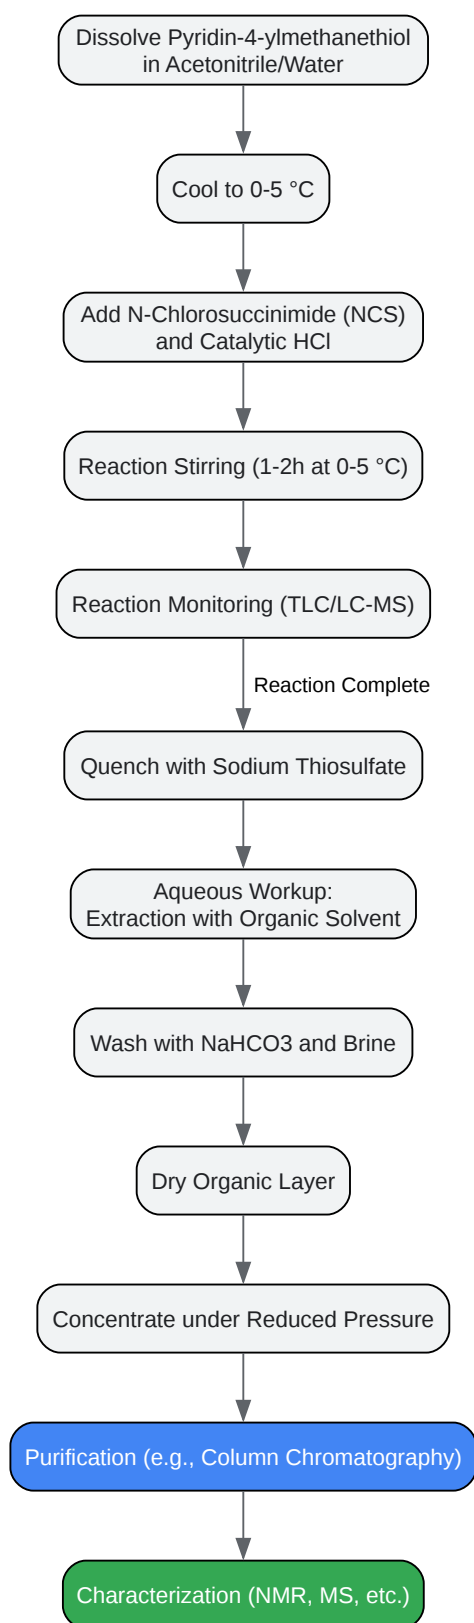 Dissolve Pyridin-4-ylmethanethiol
in Acetonitrile/Water
Cool to 0-5 °C
Add N-Chlorosuccinimide (NCS)
and Catalytic HCl
Reaction Stirring (1-2h at 0-5 °C)
Reaction Monitoring (TLC/LC-MS)
Reaction Complete
Quench with Sodium Thiosulfate
Aqueous Workup:
Extraction with Organic Solvent
Wash with NaHCO3 and Brine
Dry Organic Layer
Concentrate under Reduced Pressure
Purification (e.g., Column Chromatography)
Characterization (NMR, MS, etc.)